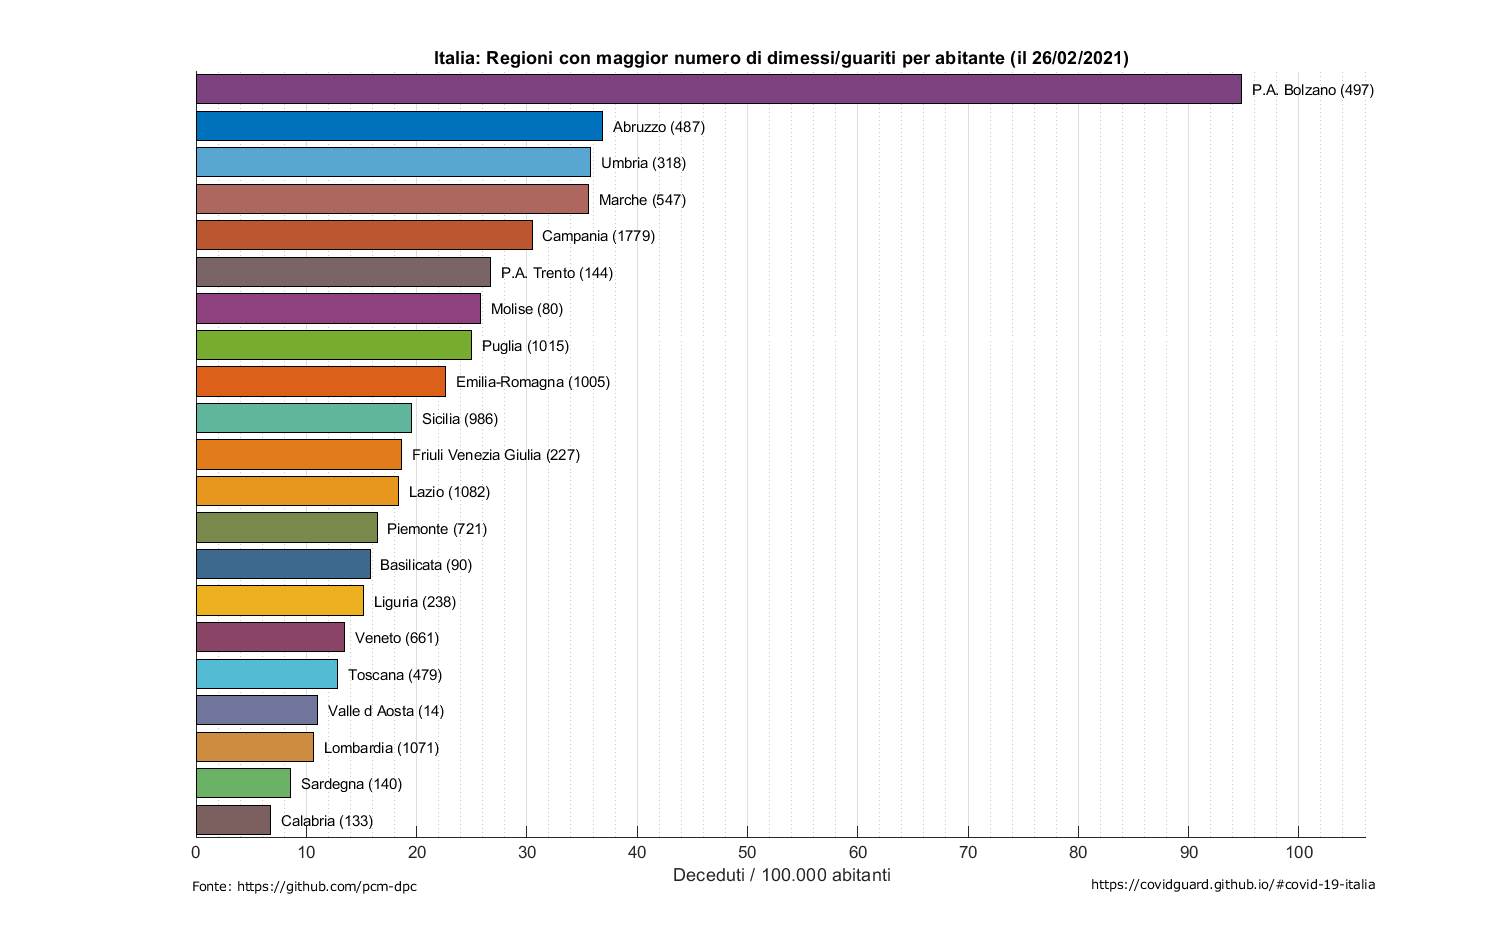 Italia: Regioni con maggior numero di dimessi/guariti per abitante (il 26/02/2021)
P.A. Bolzano (497)
Abruzzo (487)
Umbria (318)
Marche (547)
Campania (1779)
P.A. Trento (144)
Molise (80)
Puglia (1015)
Emilia-Romagna (1005)
Sicilia (986)
Friuli Venezia Giulia (227)
Lazio (1082)
Piemonte (721)
Basilicata (90)
Liguria (238)
Veneto (661)
Toscana (479)
Valle d Aosta (14)
Lombardia (1071)
Sardegna (140)
Calabria (133)
0 10 20 30 40 50 60 70 80 90 100
Deceduti / 100.000 abitanti
Fonte: https://github.com/pcm-dpc
https://covidguard.github.io/#covid-19-italia